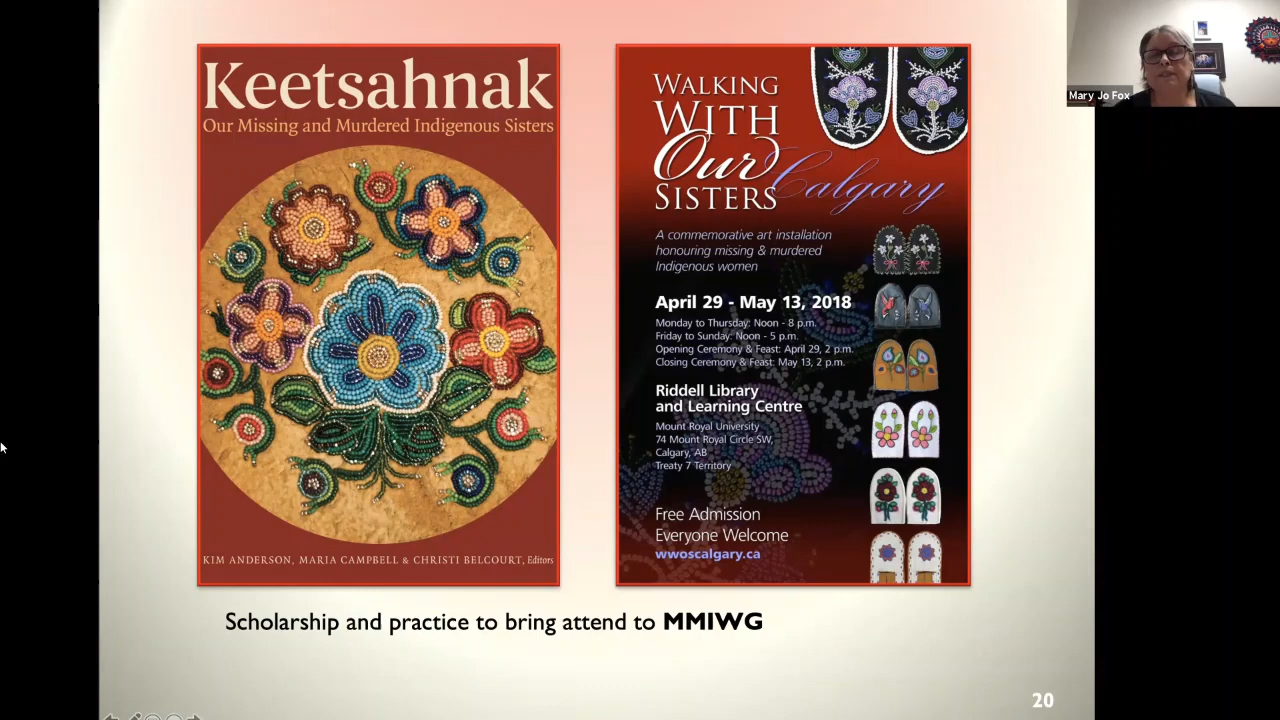 Keetsahnak
Our Missing and Murdered Indigenous Sisters
KIM ANDERSON, MARIA CAMPBELL & CHRISTI BELCOURT, Editors
WALKING
WITH
Our
SISTERS
Calgary
A commemorative art installation
honouring missing & murdered
Indigenous women
April 29 - May 13, 2018
Monday to Thursday: Noon - 8 p.m.
Friday to Sunday: Noon - 5 p.m.
Opening Ceremony & Feast: April 29, 2 p.m.
Closing Ceremony & Feast: May 13, 2 p.m.
Riddell Library
and Learning Centre
Mount Royal University
74 Mount Royal Circle SW,
Calgary, AB
Treaty 7 Territory
Free Admission
Everyone Welcome
wwoscalgary.ca
Scholarship and practice to bring attend to MMIWG
20
Mary Jo Fox